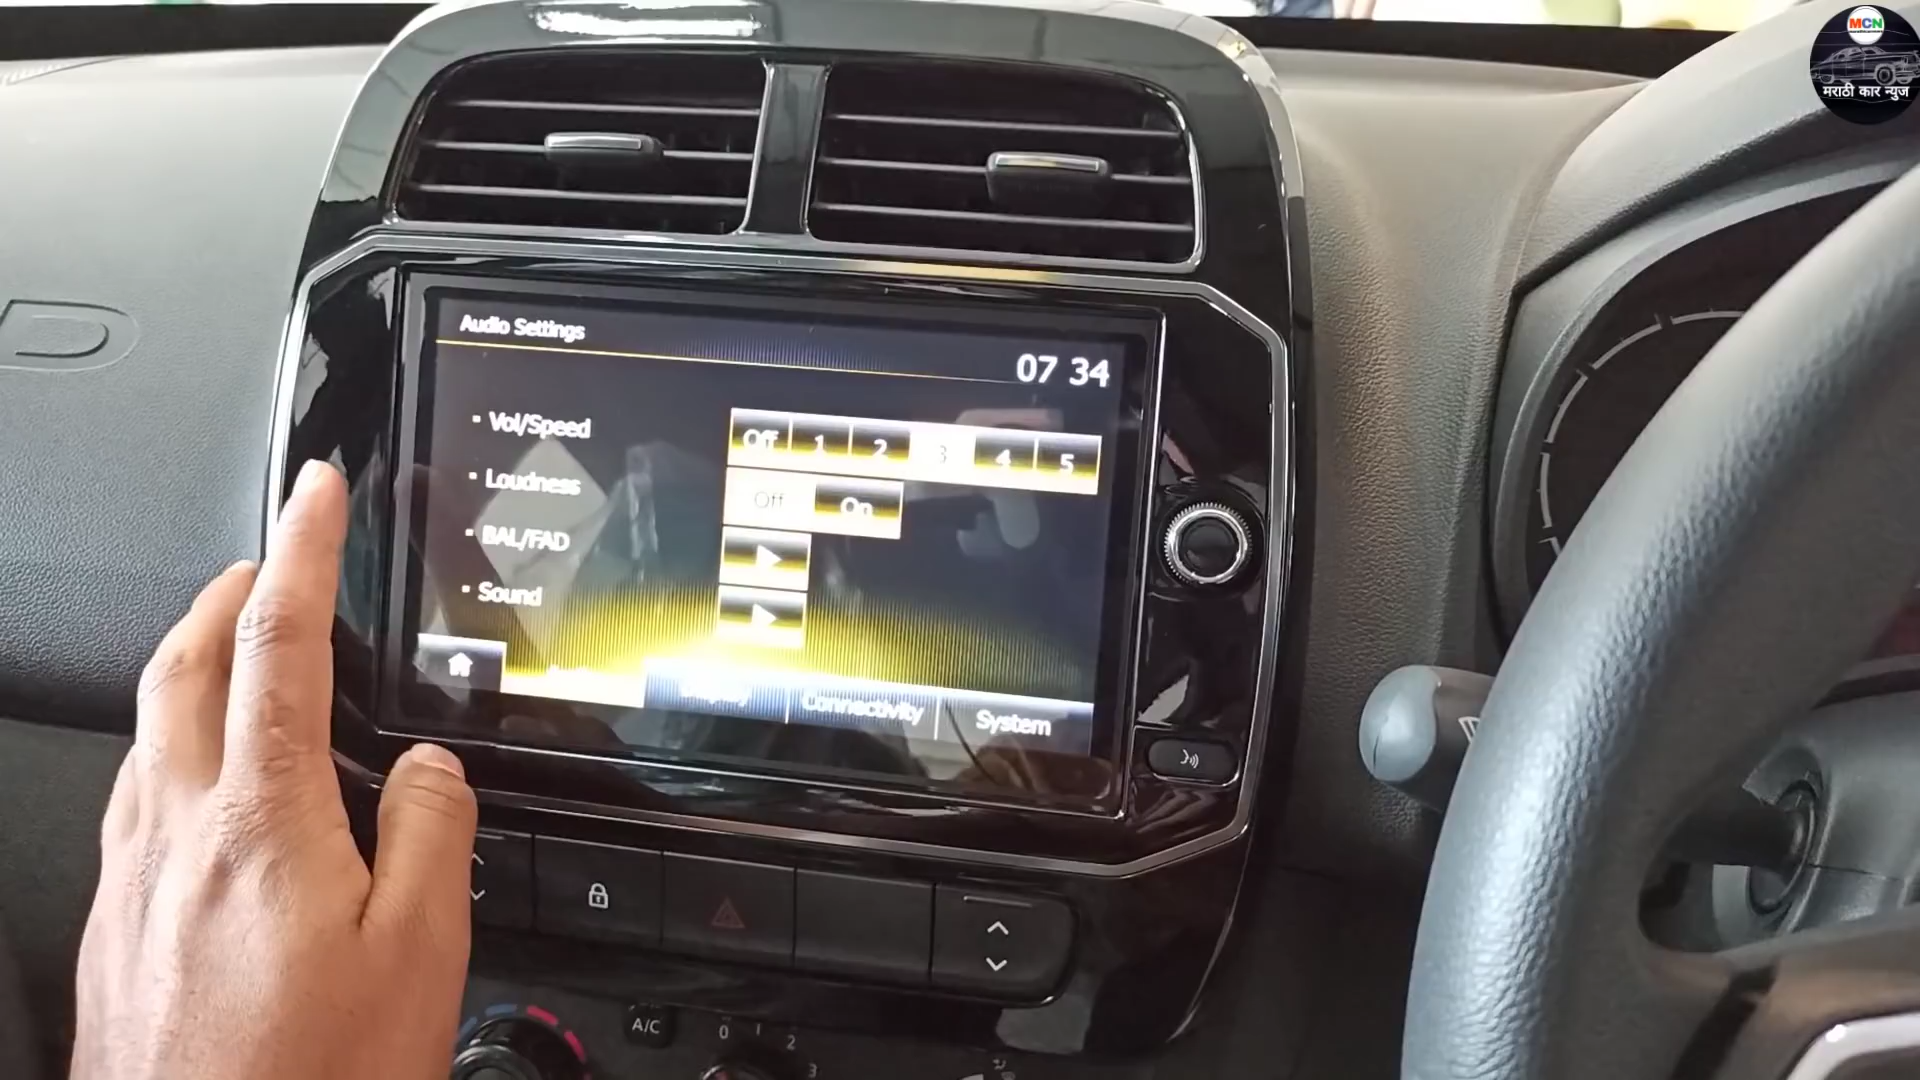 MCN
मराठी कार न्युज
D
Audio Settings
07 34
Vol/Speed
Off 1 2 3 4 5
Loudness
Off On
BAL/FAD
Sound
Connectivity
System
A/C
0 1 2 3